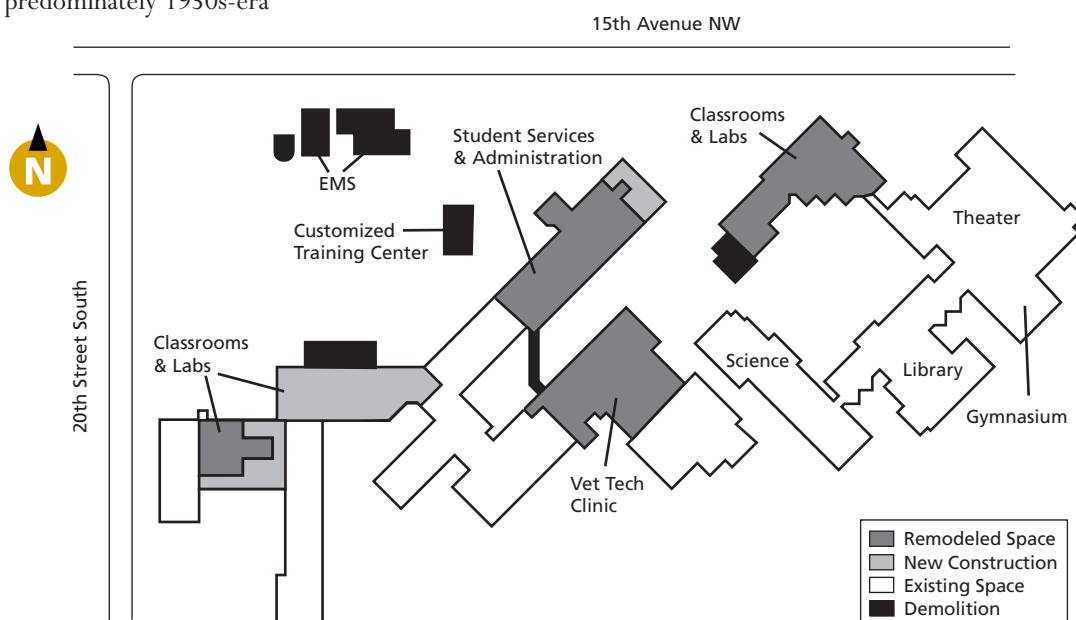 predominately 1950s-era
15th Avenue NW
Classrooms
& Labs
Student Services
& Administration
EMS
Theater
N
Customized
Training Center
20th Street South
Classrooms
& Labs
Science
Library
Gymnasium
Vet Tech
Clinic
Remodeled Space
New Construction
Existing Space
Demolition